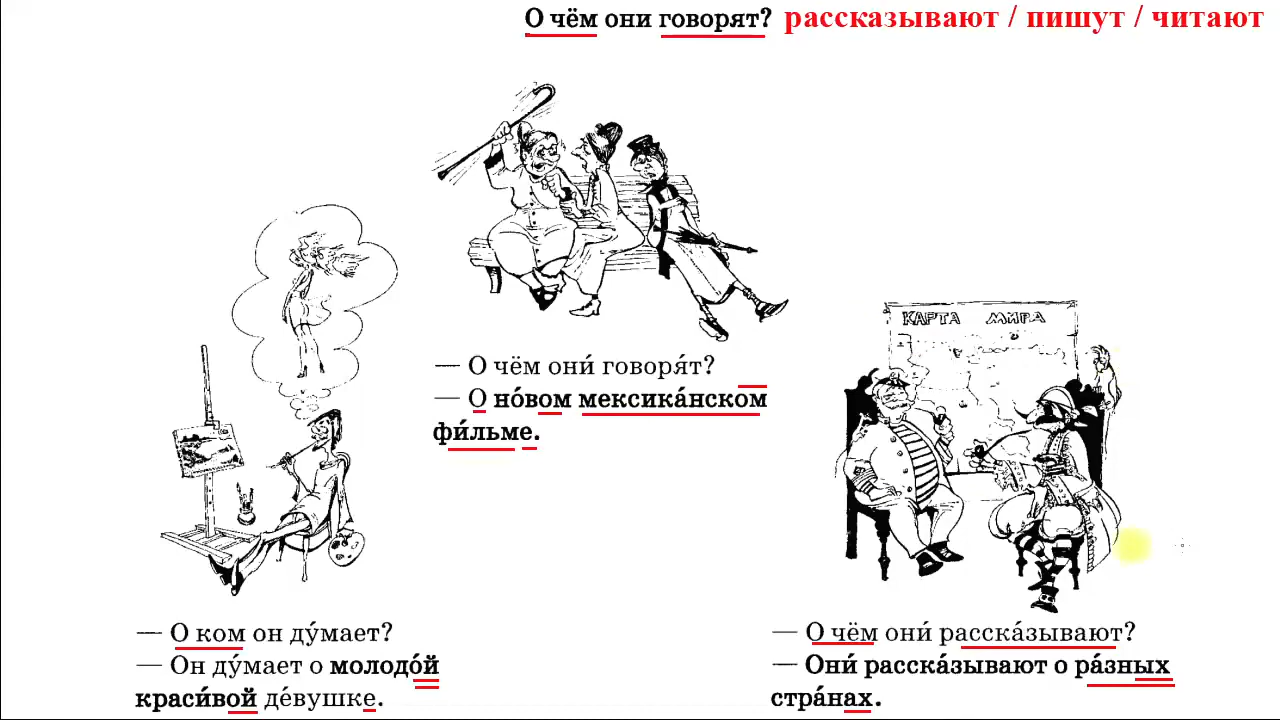 О чём они говорят? рассказывают / пишут / читают
КАРТА МИРА
— О чём они́ говоря́т?
— О но́вом мексика́нском
фи́льме.
— О ком он ду́мает?
— Он ду́мает о молодо́й
краси́вой де́вушке.
— О чём они́ расска́зывают?
— Они́ расска́зывают о ра́зных
стра́нах.